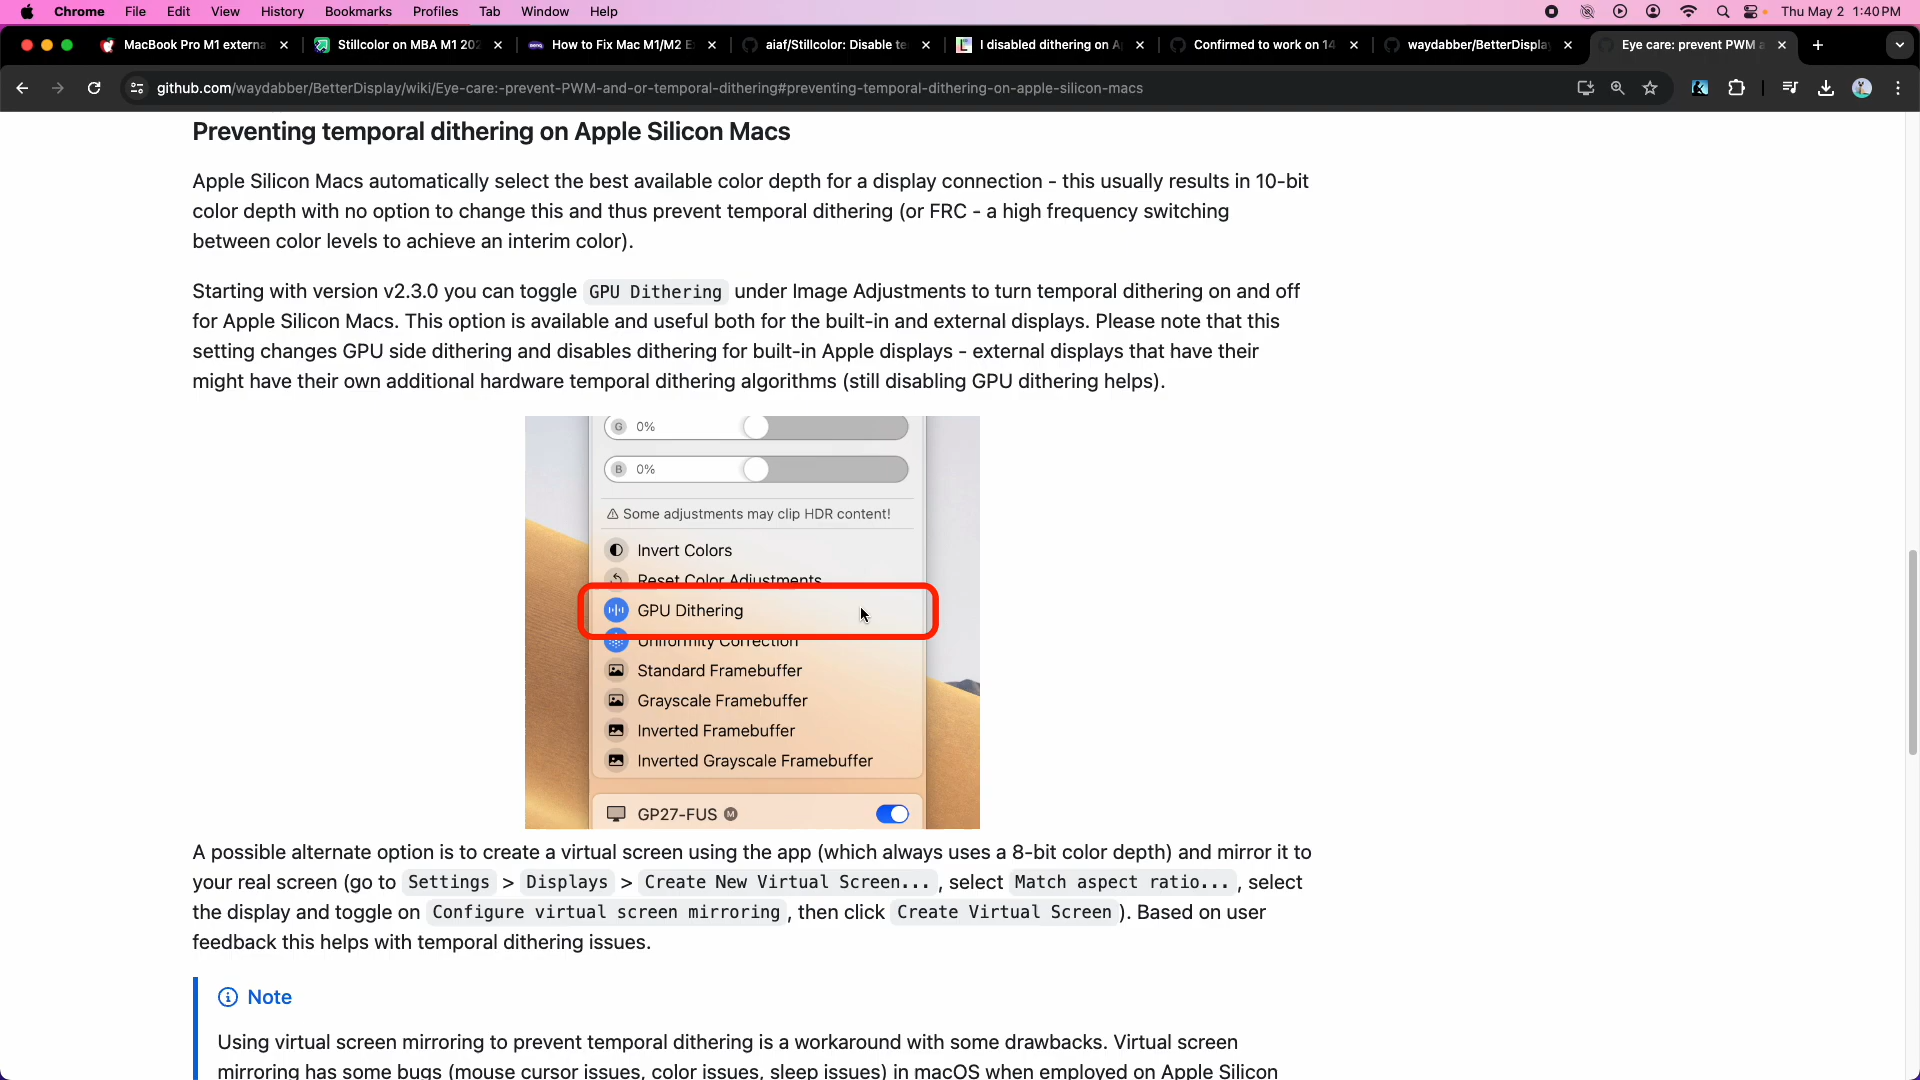 Chrome File Edit View History Bookmarks Profiles Tab Window Help Thu May 2 1:40 PM
MacBook Pro M1 externa Stillcolor on MBA M1 202 How to Fix Mac M1/M2 E aiaf/Stillcolor: Disable te I disabled dithering on A Confirmed to work on 14 waydabber/BetterDisplay Eye care: prevent PWM a
github.com/waydabber/BetterDisplay/wiki/Eye-care:-prevent-PWM-and-or-temporal-dithering#preventing-temporal-dithering-on-apple-silicon-macs
Preventing temporal dithering on Apple Silicon Macs
Apple Silicon Macs automatically select the best available color depth for a display connection - this usually results in 10-bit
color depth with no option to change this and thus prevent temporal dithering (or FRC - a high frequency switching
between color levels to achieve an interim color).
Starting with version v2.3.0 you can toggle GPU Dithering under Image Adjustments to turn temporal dithering on and off
for Apple Silicon Macs. This option is available and useful both for the built-in and external displays. Please note that this
setting changes GPU side dithering and disables dithering for built-in Apple displays - external displays that have their
might have their own additional hardware temporal dithering algorithms (still disabling GPU dithering helps).
G 0%
B 0%
Some adjustments may clip HDR content!
Invert Colors
Reset Color Adjustments
GPU Dithering
Uniformity Correction
Standard Framebuffer
Grayscale Framebuffer
Inverted Framebuffer
Inverted Grayscale Framebuffer
GP27-FUS M
A possible alternate option is to create a virtual screen using the app (which always uses a 8-bit color depth) and mirror it to
your real screen (go to Settings > Displays > Create New Virtual Screen... , select Match aspect ratio... , select
the display and toggle on Configure virtual screen mirroring , then click Create Virtual Screen ). Based on user
feedback this helps with temporal dithering issues.
Note
Using virtual screen mirroring to prevent temporal dithering is a workaround with some drawbacks. Virtual screen
mirroring has some bugs (mouse cursor issues, color issues, sleep issues) in macOS when employed on Apple Silicon